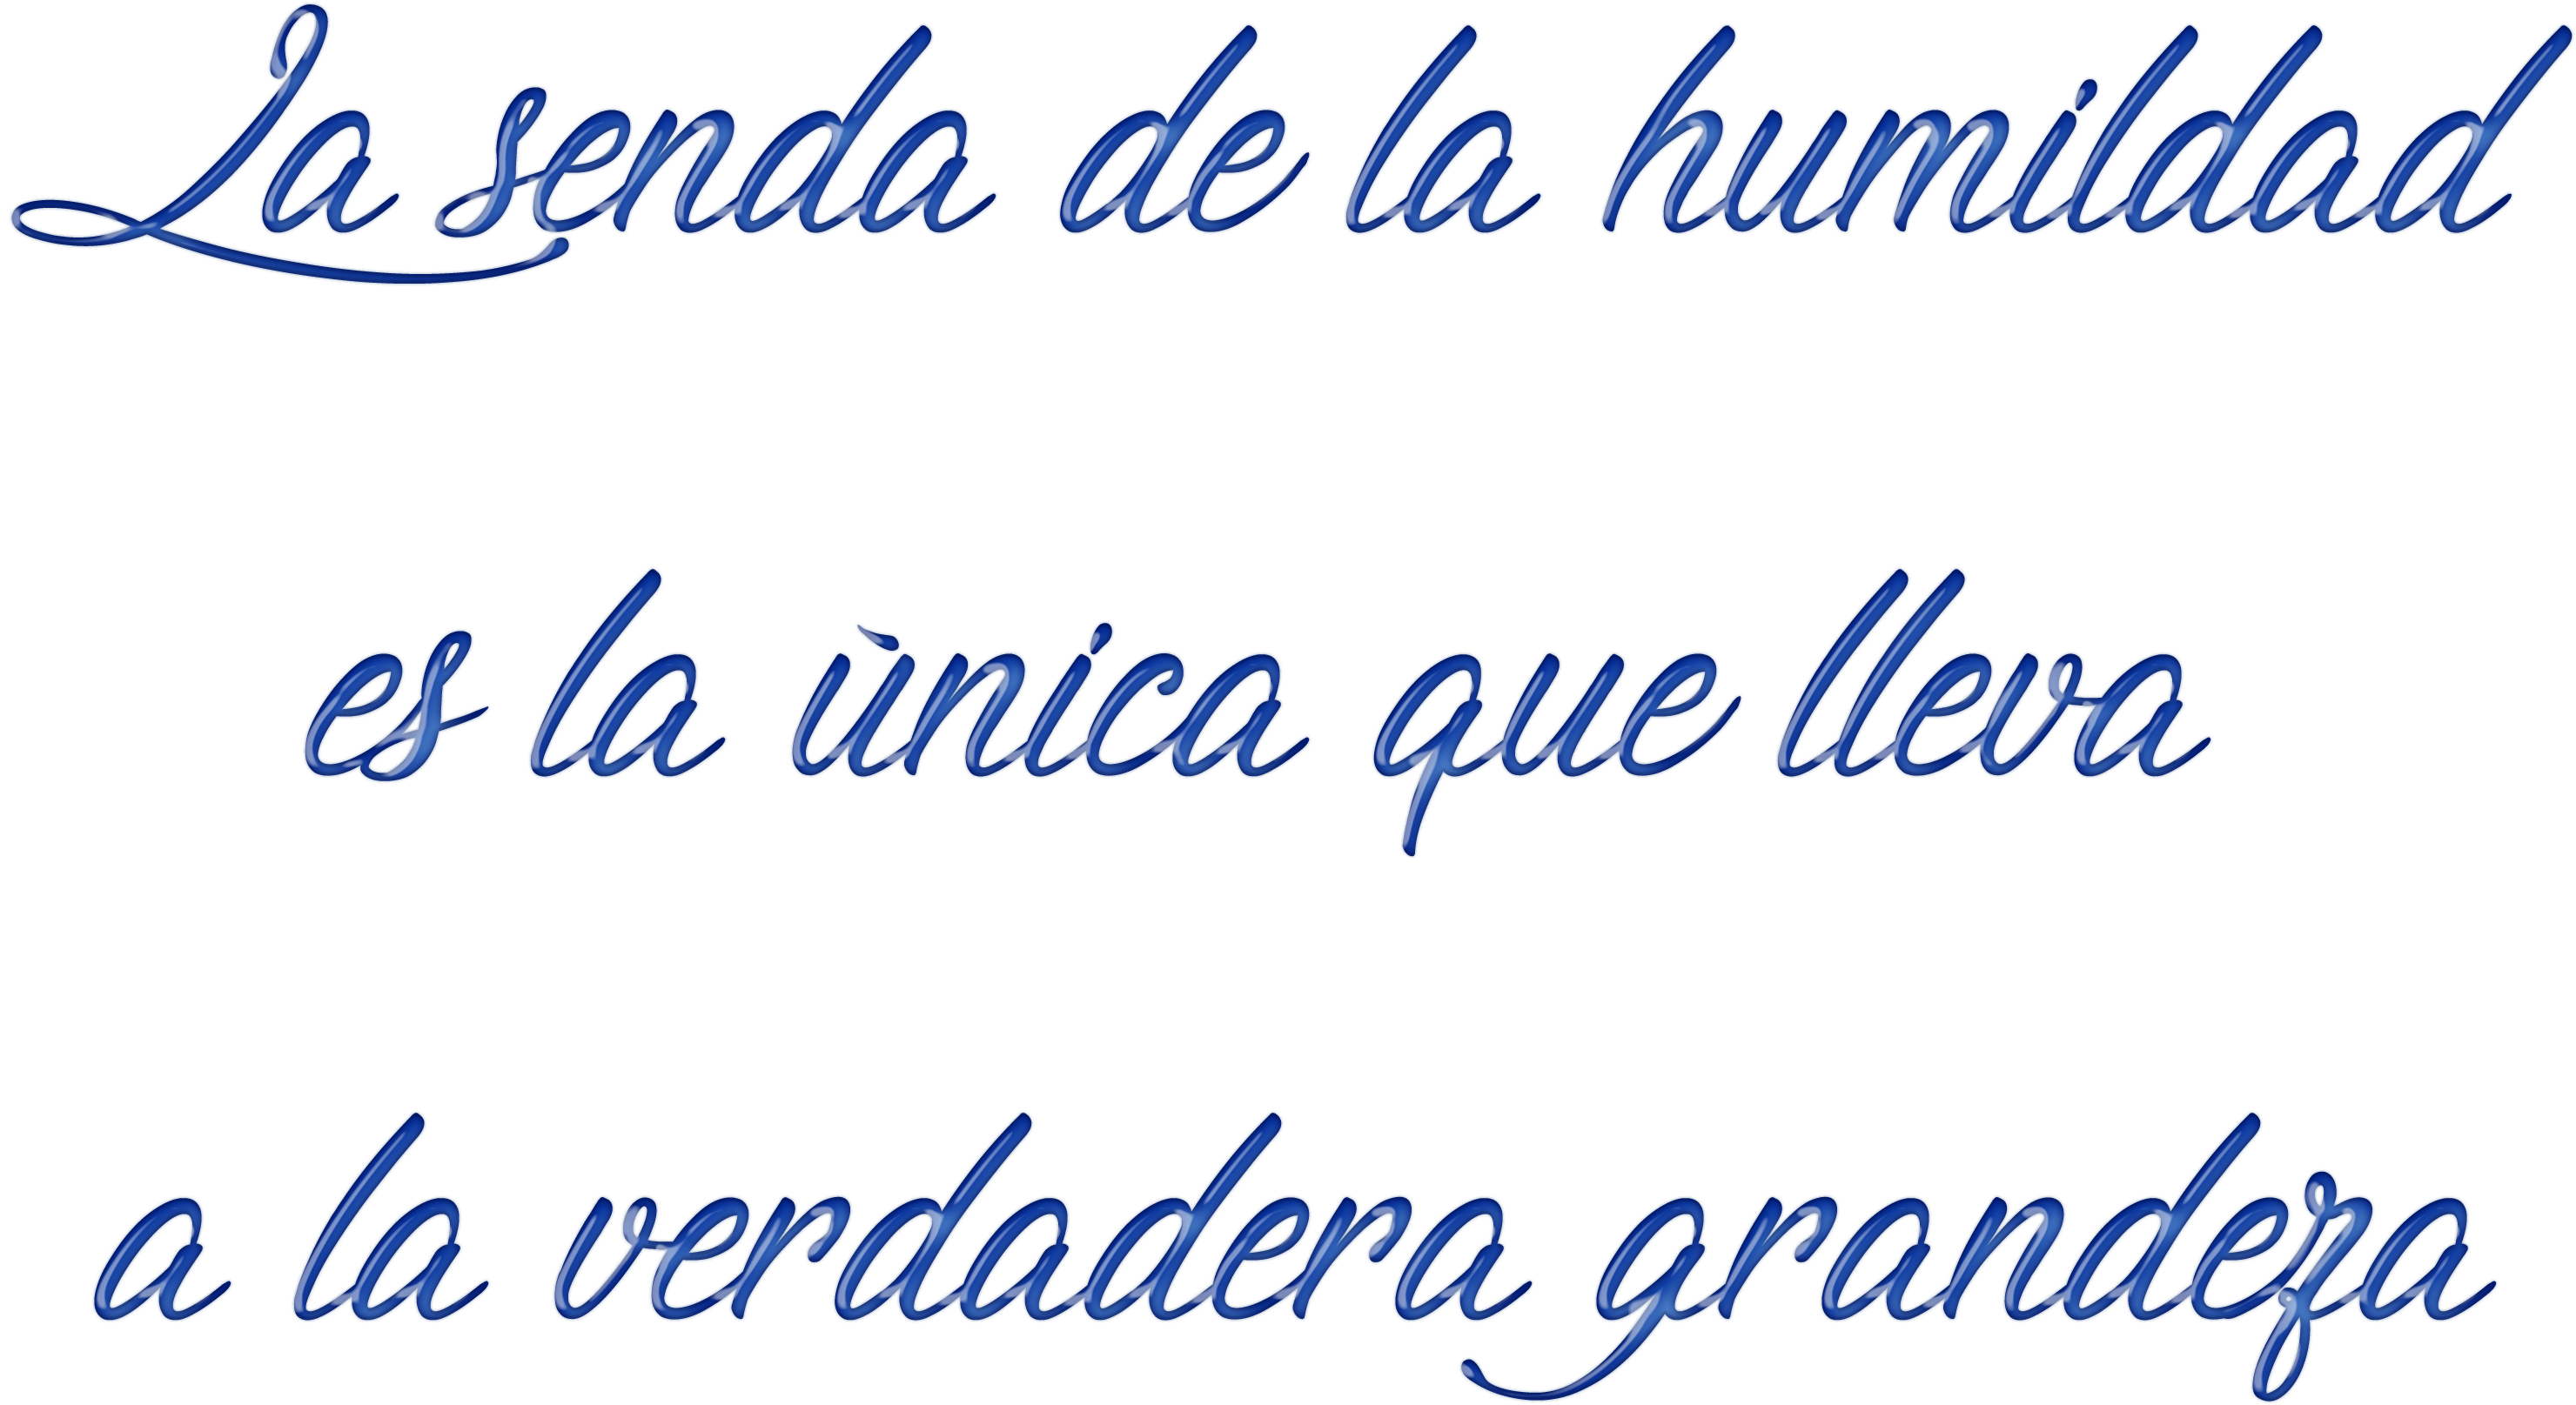 La senda de la humildad
es la ùnica que lleva
a la verdadera grandeza